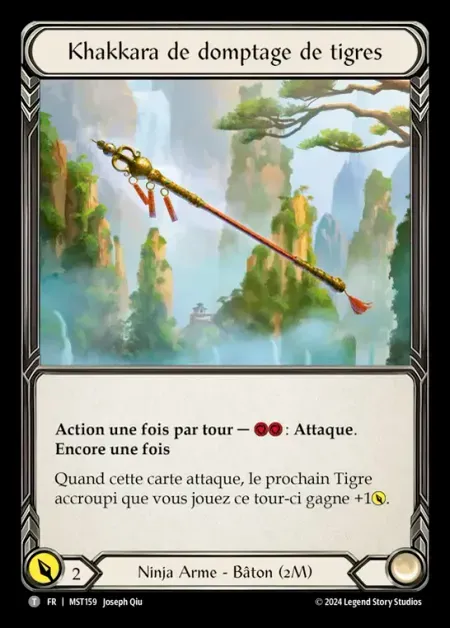 Khakkara de domptage de tigres
Action une fois par tour — : Attaque.
Encore une fois
Quand cette carte attaque, le prochain Tigre
accroupi que vous jouez ce tour-ci gagne +1.
2
Ninja Arme - Bâton (2M)
T FR | MST159 Joseph Qiu
© 2024 Legend Story Studios